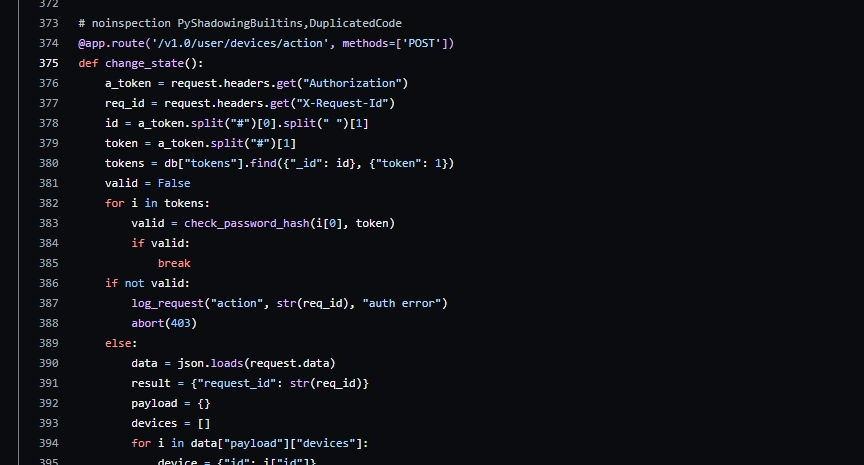 372
373 # noinspection PyShadowingBuiltins,DuplicatedCode
374 @app.route('/v1.0/user/devices/action', methods=['POST'])
375 def change_state():
376     a_token = request.headers.get("Authorization")
377     req_id = request.headers.get("X-Request-Id")
378     id = a_token.split("#")[0].split(" ")[1]
379     token = a_token.split("#")[1]
380     tokens = db["tokens"].find({"_id": id}, {"token": 1})
381     valid = False
382     for i in tokens:
383         valid = check_password_hash(i[0], token)
384         if valid:
385             break
386     if not valid:
387         log_request("action", str(req_id), "auth error")
388         abort(403)
389     else:
390         data = json.loads(request.data)
391         result = {"request_id": str(req_id)}
392         payload = {}
393         devices = []
394         for i in data["payload"]["devices"]:
395             device = {"id": i["id"]}